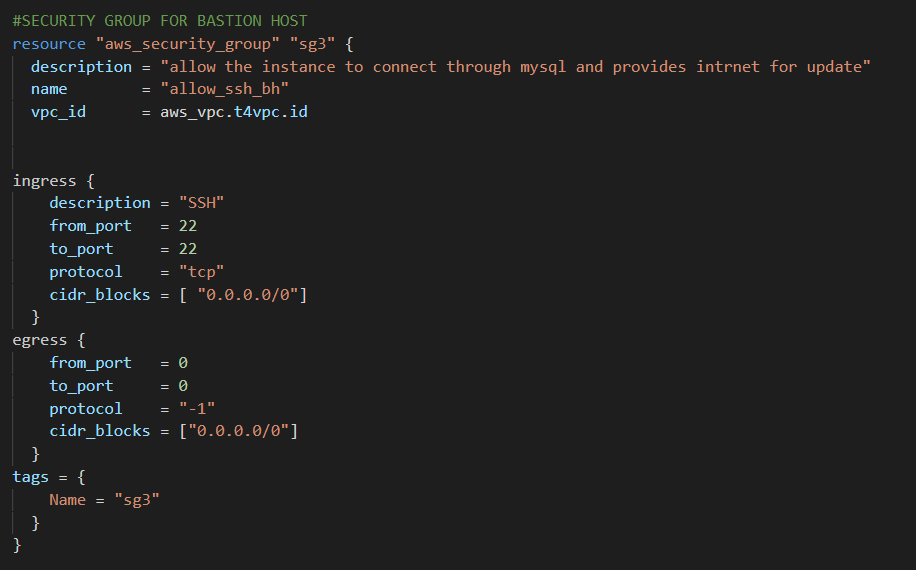 #SECURITY GROUP FOR BASTION HOST
resource "aws_security_group" "sg3" {
  description = "allow the instance to connect through mysql and provides intrnet for update"
  name        = "allow_ssh_bh"
  vpc_id      = aws_vpc.t4vpc.id
ingress {
    description = "SSH"
    from_port   = 22
    to_port     = 22
    protocol    = "tcp"
    cidr_blocks = [ "0.0.0.0/0"]
  }
egress {
    from_port   = 0
    to_port     = 0
    protocol    = "-1"
    cidr_blocks = ["0.0.0.0/0"]
  }
tags = {
    Name = "sg3"
  }
}